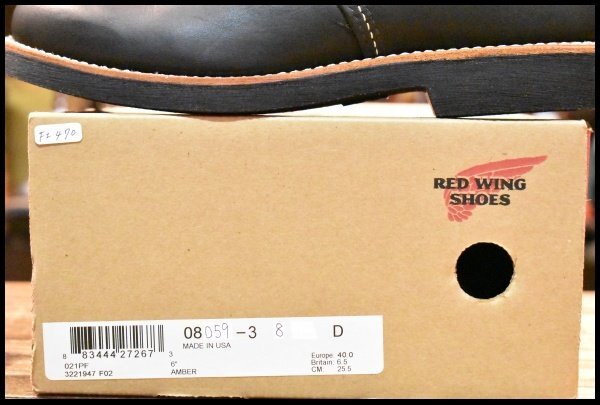 Fz 470
RED WING
SHOES
08059-3 8 D
MADE IN USA
8 83444 27267 3
021PF 6"
3221947 F02 AMBER
Europe: 40.0
Britain: 6.5
CM: 25.5